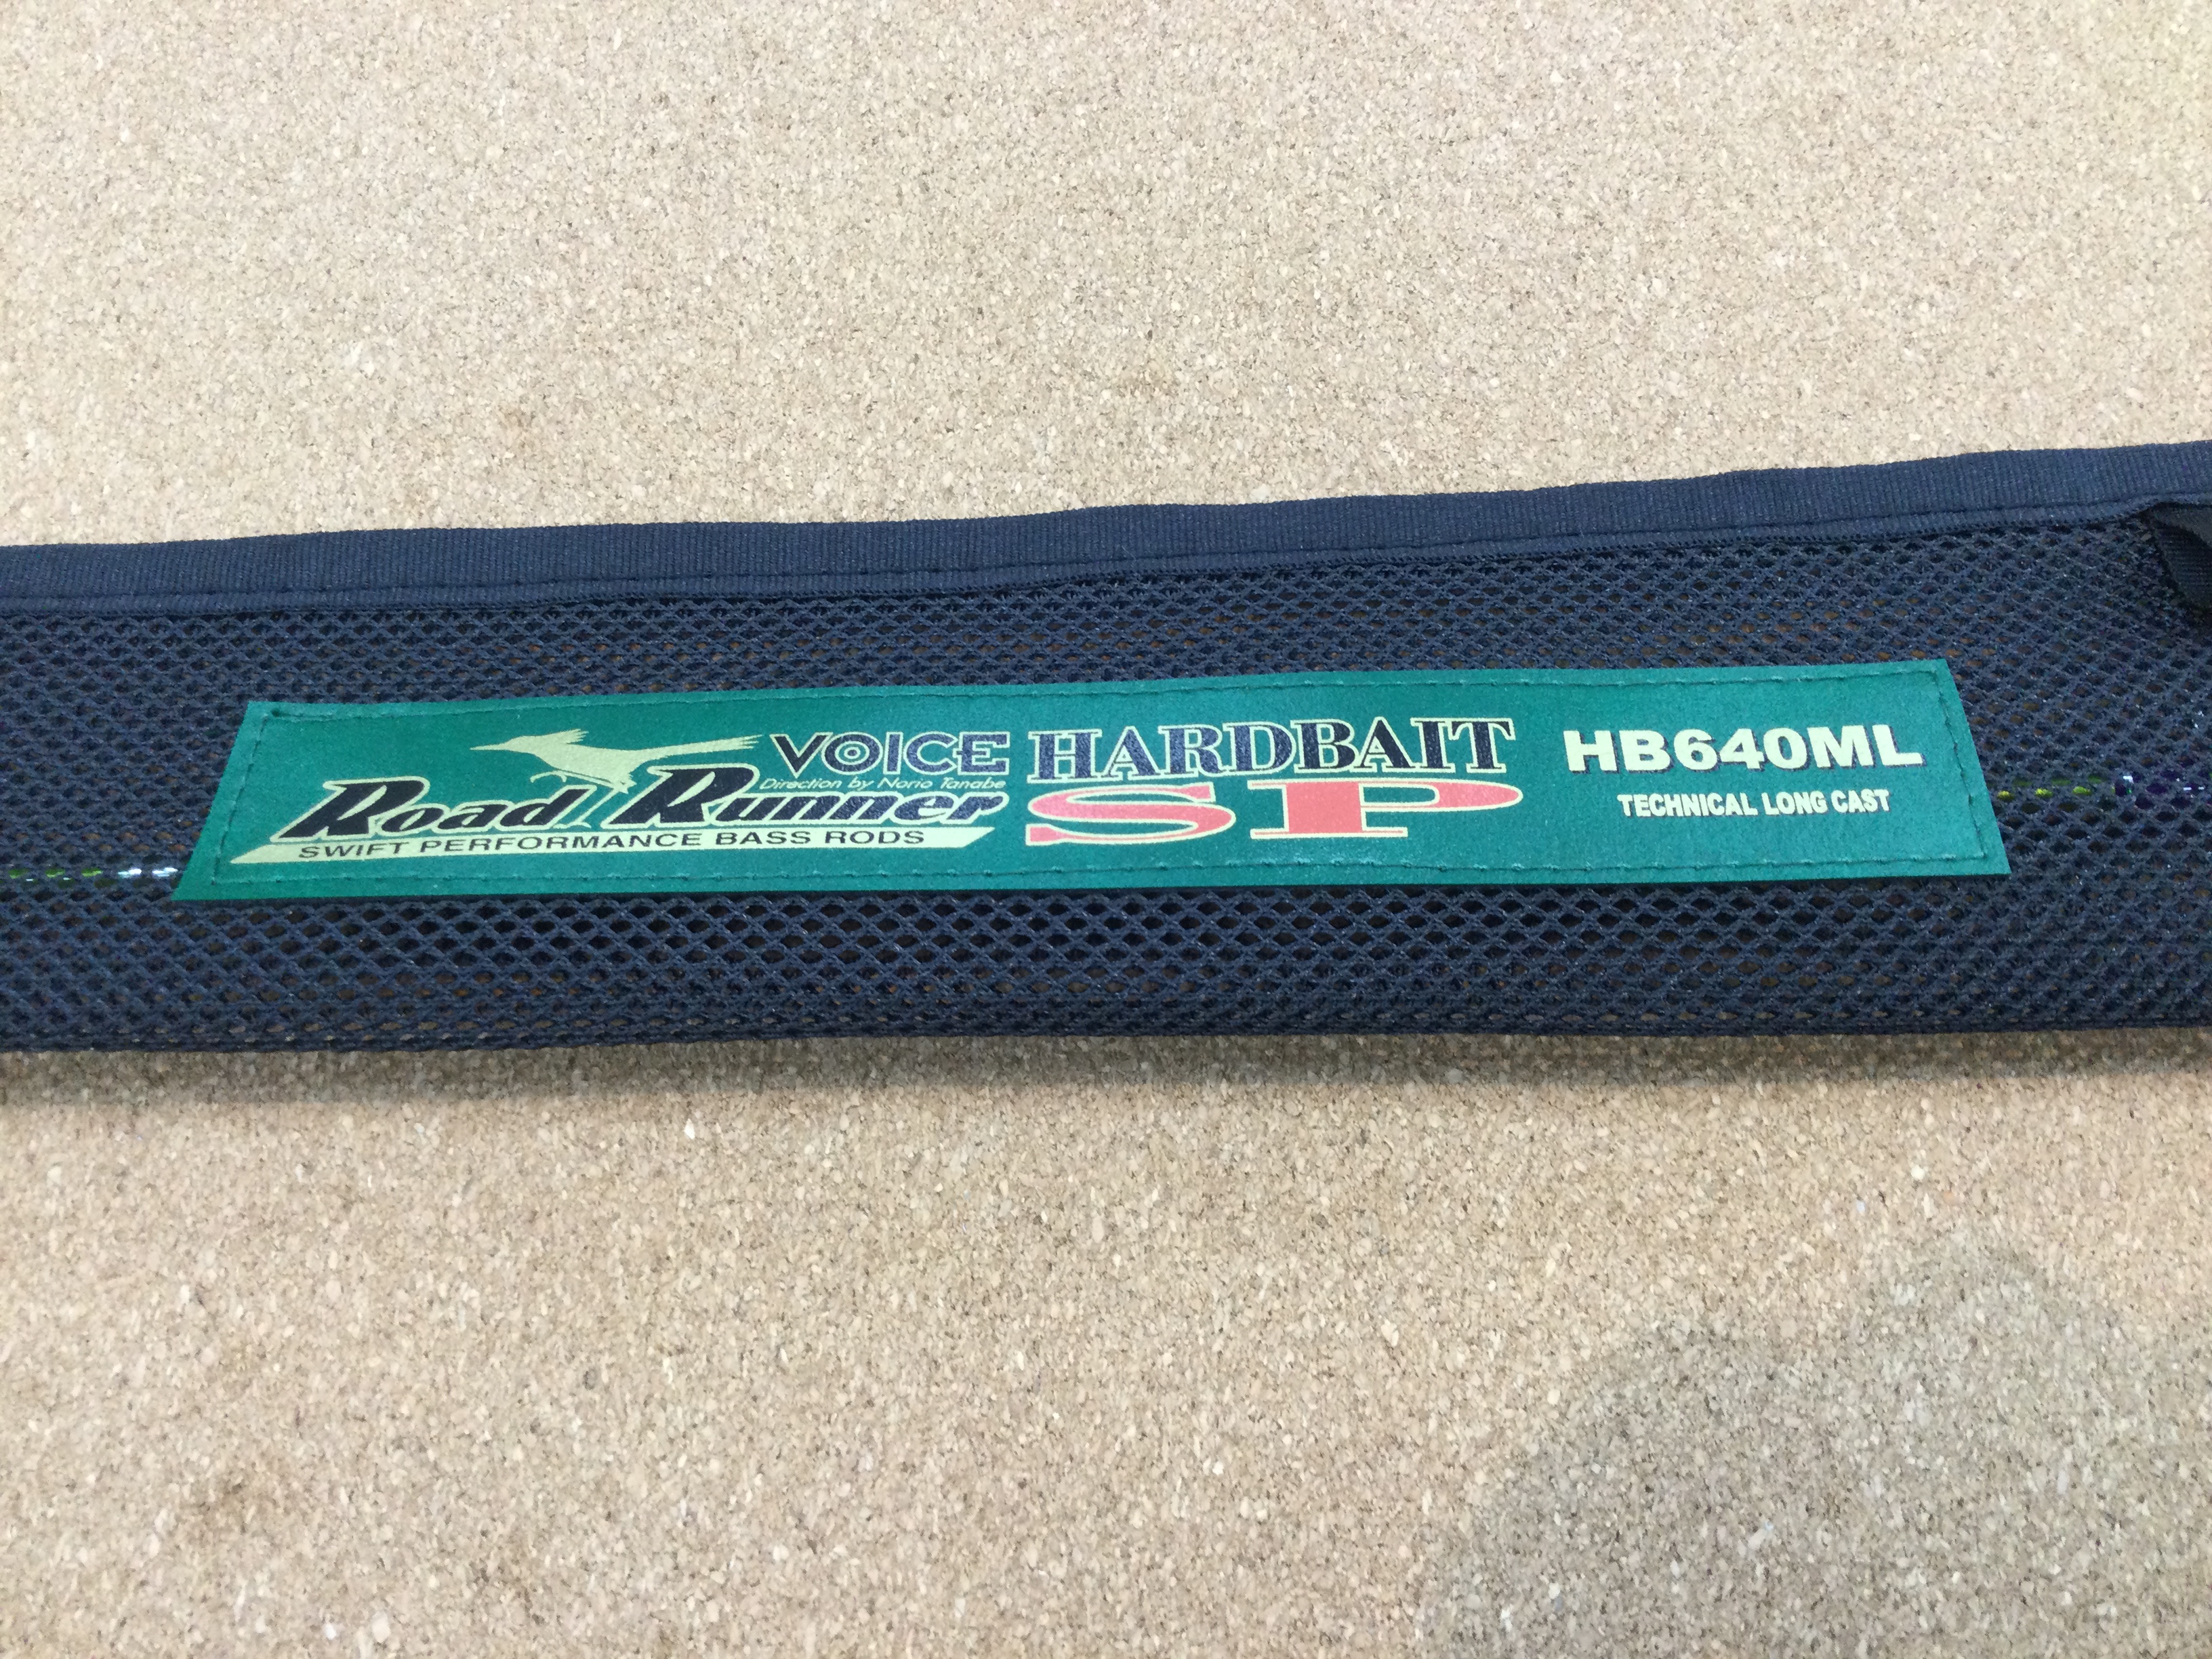 VOICE
Direction by Norio Tanabe
Road Runner
SWIFT PERFORMANCE BASS RODS
HARDBAIT
SP
HB640ML
TECHNICAL LONG CAST